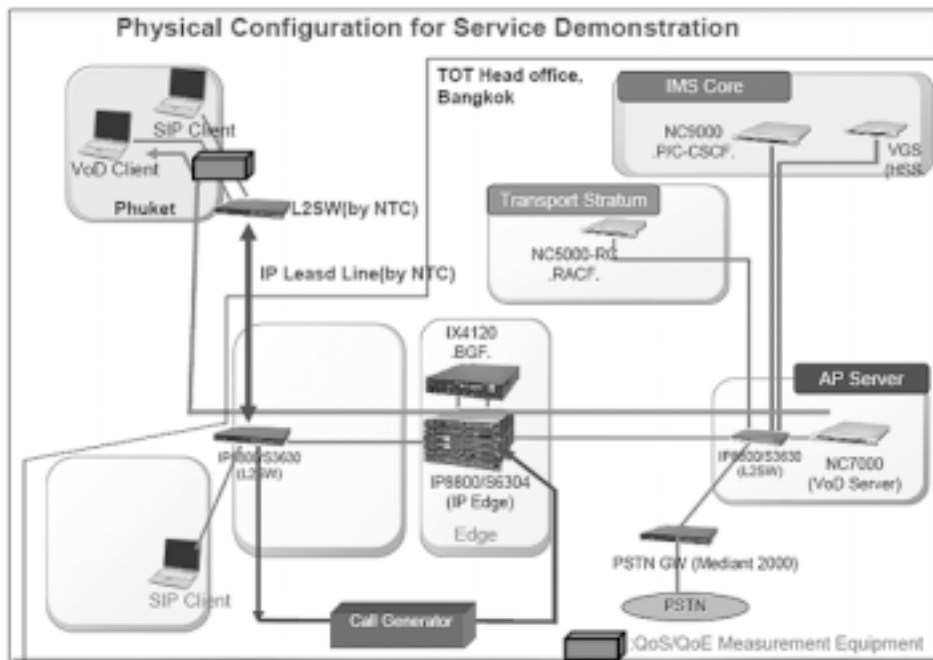 Physical Configuration for Service Demonstration
TOT Head office,
Bangkok
IMS Core
SIP Client
NC9000
.P/C-CSCF.
VoD Client
VGS
(HSS
Phuket
L2SW(by NTC)
Transport Stratum
NC5000-RC
.RACF.
IP Leasd Line(by NTC)
IX4120
.BGF.
AP Server
IP8800/S3630
(L2SW)
IP8800/S6304
(IP Edge)
Edge
IP8800/S3630
(L2SW)
NC7000
(VoD Server)
PSTN GW (Mediant 2000)
SIP Client
Call Generator
PSTN
:QoS/QoE Measurement Equipment